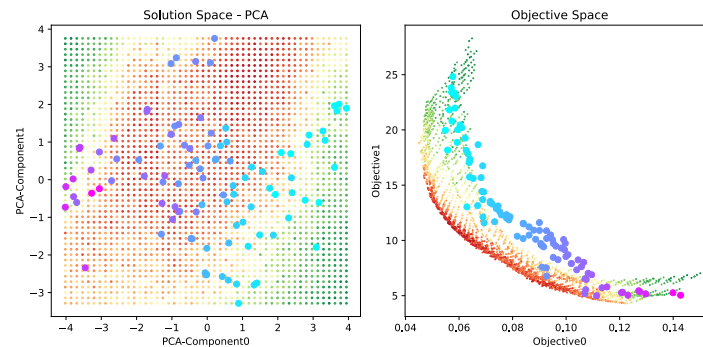 Solution Space - PCA
4
3
2
1
0
−1
−2
−3
PCA-Component1
−4 −3 −2 −1 0 1 2 3 4
PCA-Component0
Objective Space
25
20
15
10
5
Objective1
0.04 0.06 0.08 0.10 0.12 0.14
Objective0